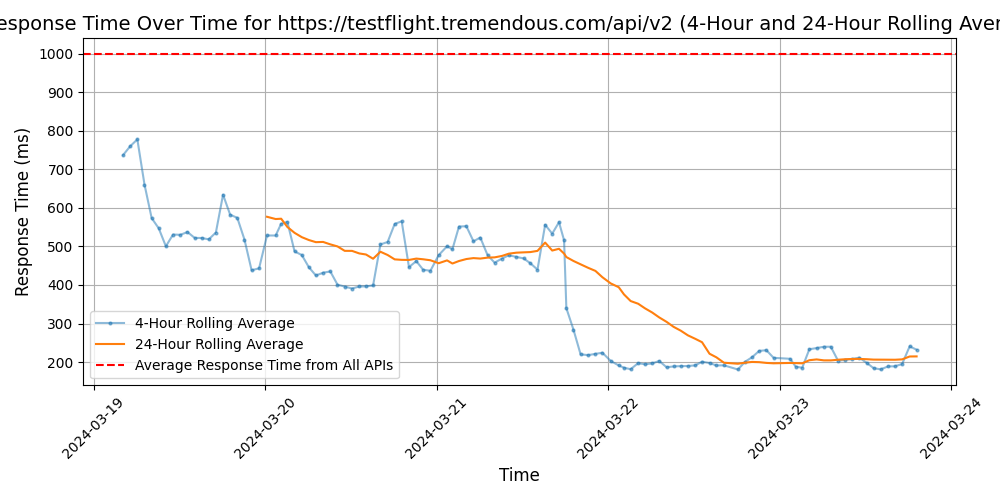 esponse Time Over Time for https://testflight.tremendous.com/api/v2 (4-Hour and 24-Hour Rolling Aver
Response Time (ms)
1000
900
800
700
600
500
400
300
200
4-Hour Rolling Average
24-Hour Rolling Average
Average Response Time from All APIs
2024-03-19
2024-03-20
2024-03-21
2024-03-22
2024-03-23
2024-03-24
Time